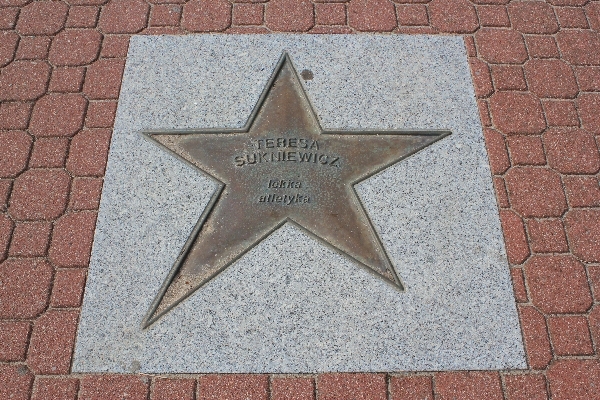 TERESA
SUKNIEWICZ
lekka
atletyka